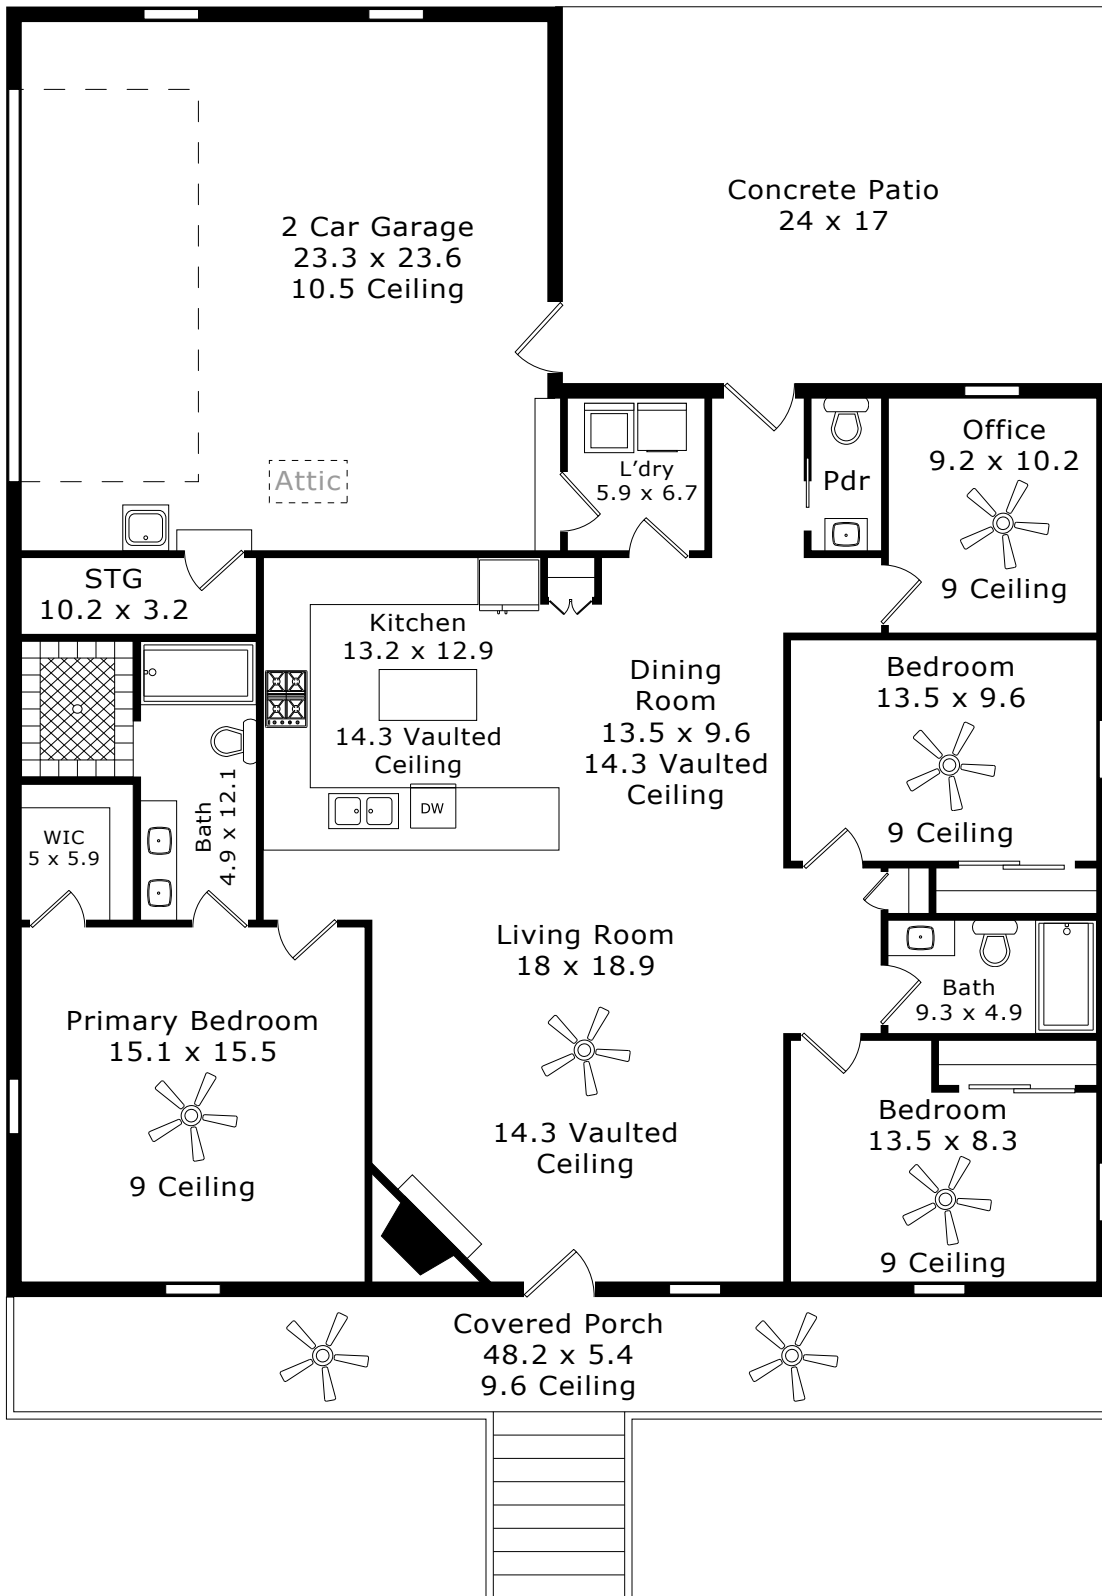 Concrete Patio
24 x 17
2 Car Garage
23.3 x 23.6
10.5 Ceiling
Office
9.2 x 10.2
9 Ceiling
L'dry
5.9 x 6.7
Pdr
Attic
STG
10.2 x 3.2
Kitchen
13.2 x 12.9
14.3 Vaulted
Ceiling
DW
Dining
Room
13.5 x 9.6
14.3 Vaulted
Ceiling
Bedroom
13.5 x 9.6
9 Ceiling
Bath
4.9 x 12.1
WIC
5 x 5.9
Living Room
18 x 18.9
14.3 Vaulted
Ceiling
Bath
9.3 x 4.9
Primary Bedroom
15.1 x 15.5
9 Ceiling
Bedroom
13.5 x 8.3
9 Ceiling
Covered Porch
48.2 x 5.4
9.6 Ceiling